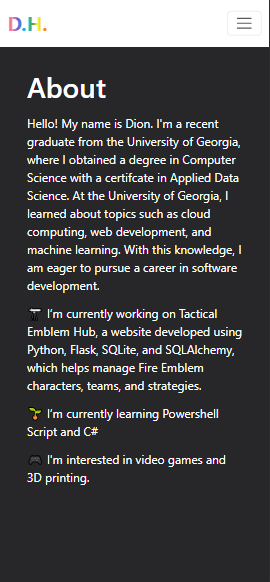 D.H.
About
Hello! My name is Dion. I'm a recent
graduate from the University of Georgia,
where I obtained a degree in Computer
Science with a certifcate in Applied Data
Science. At the University of Georgia, I
learned about topics such as cloud
computing, web development, and
machine learning. With this knowledge, I
am eager to pursue a career in software
development.
I'm currently working on Tactical
Emblem Hub, a website developed using
Python, Flask, SQLite, and SQLAlchemy,
which helps manage Fire Emblem
characters, teams, and strategies.
I'm currently learning Powershell
Script and C#
I'm interested in video games and
3D printing.